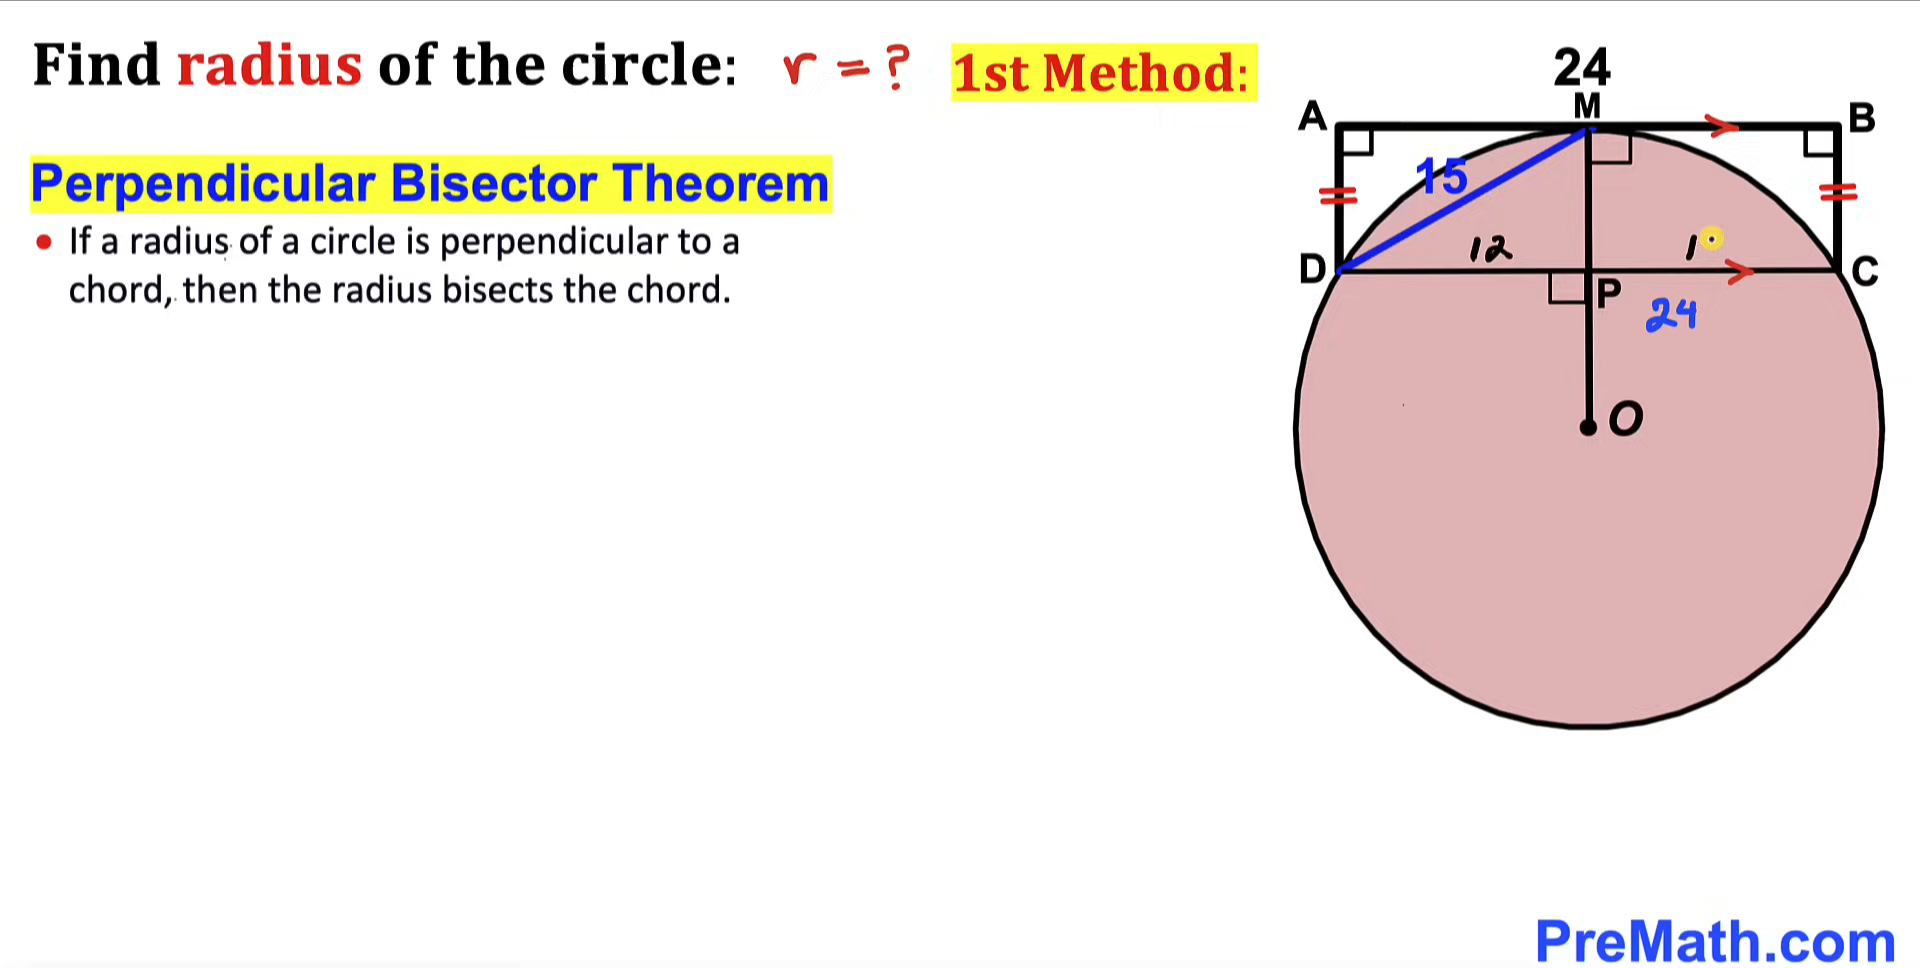 Find radius of the circle: r = ? 1st Method:
Perpendicular Bisector Theorem
• If a radius of a circle is perpendicular to a
chord, then the radius bisects the chord.
24
A M B
15
12 1
D P C
24
O
PreMath.com